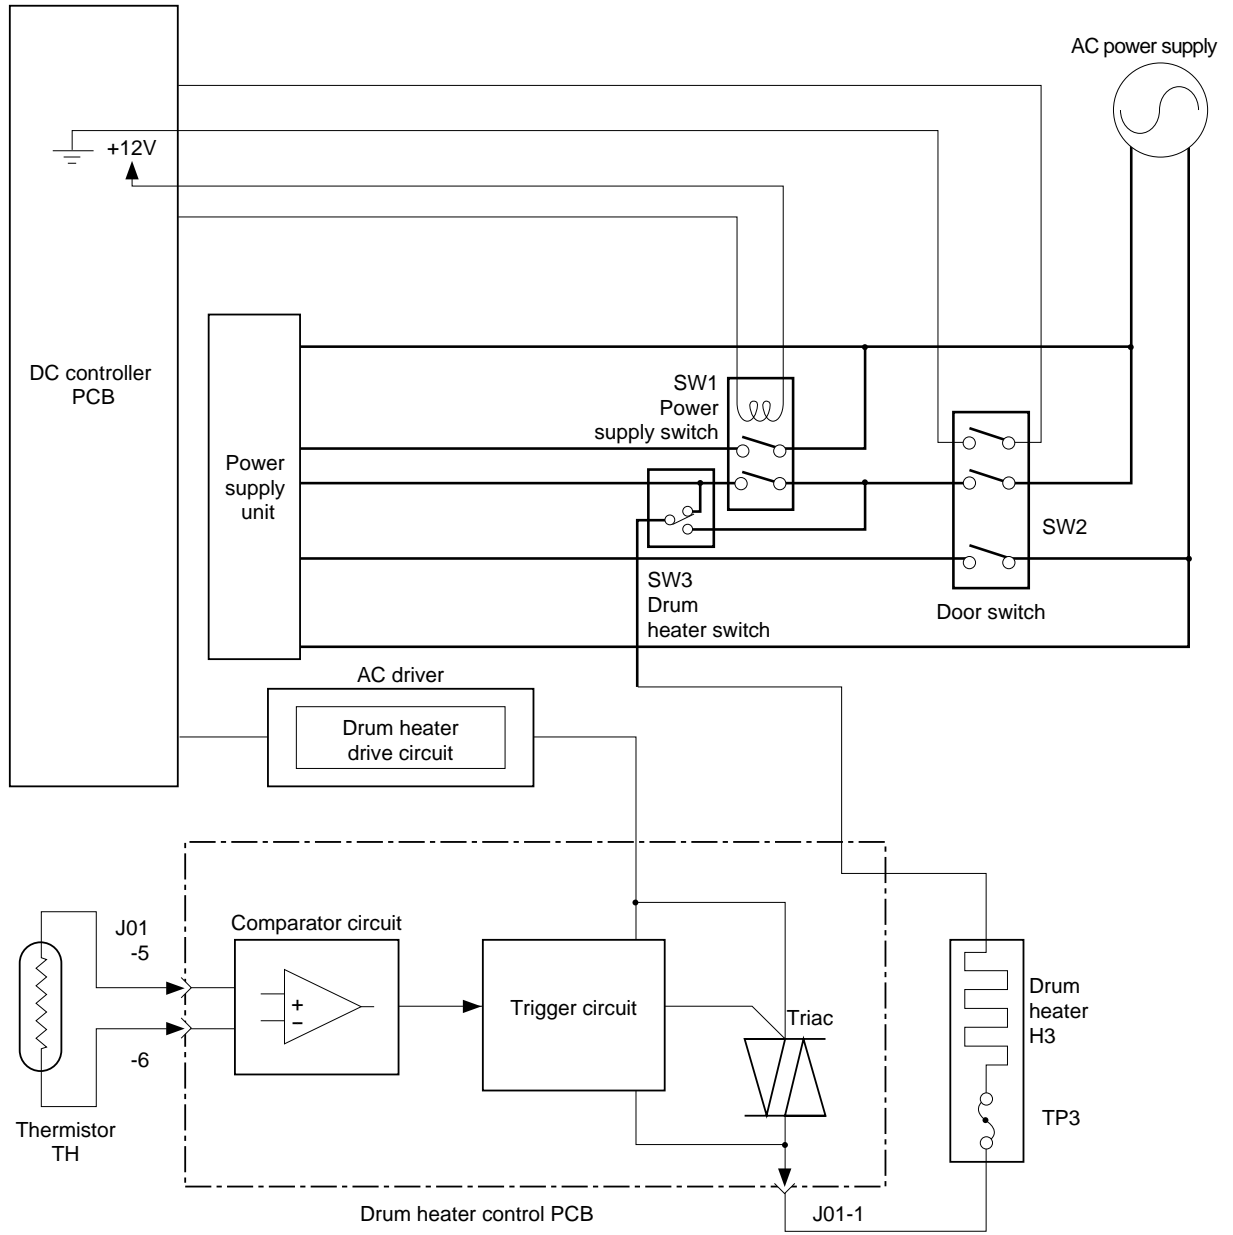 AC power supply
+12V
DC controller
PCB
SW1
Power
supply switch
Power
supply
unit
SW2
SW3
Drum
heater switch
Door switch
AC driver
Drum heater
drive circuit
Comparator circuit
J01
-5
+
−
Trigger circuit
Triac
Drum
heater
H3
-6
TP3
Thermistor
TH
Drum heater control PCB
J01-1